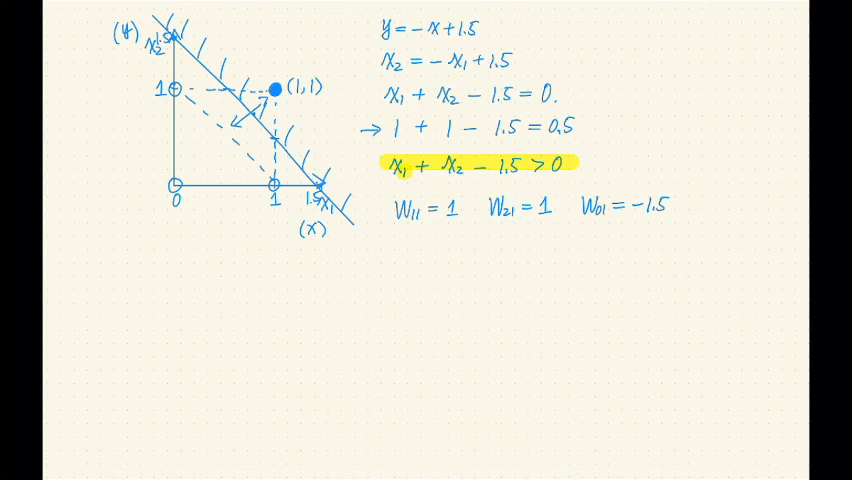 (y)
x₂
1.5
1
(1,1)
0
1
1.5
x₁
(x)
y = -x + 1.5
x₂ = - x₁ + 1.5
x₁ + x₂ - 1.5 = 0.
→ 1 + 1 - 1.5 = 0.5
x₁ + x₂ - 1.5 > 0
W₁₁ = 1 W₂₁ = 1 W₀₁ = -1.5